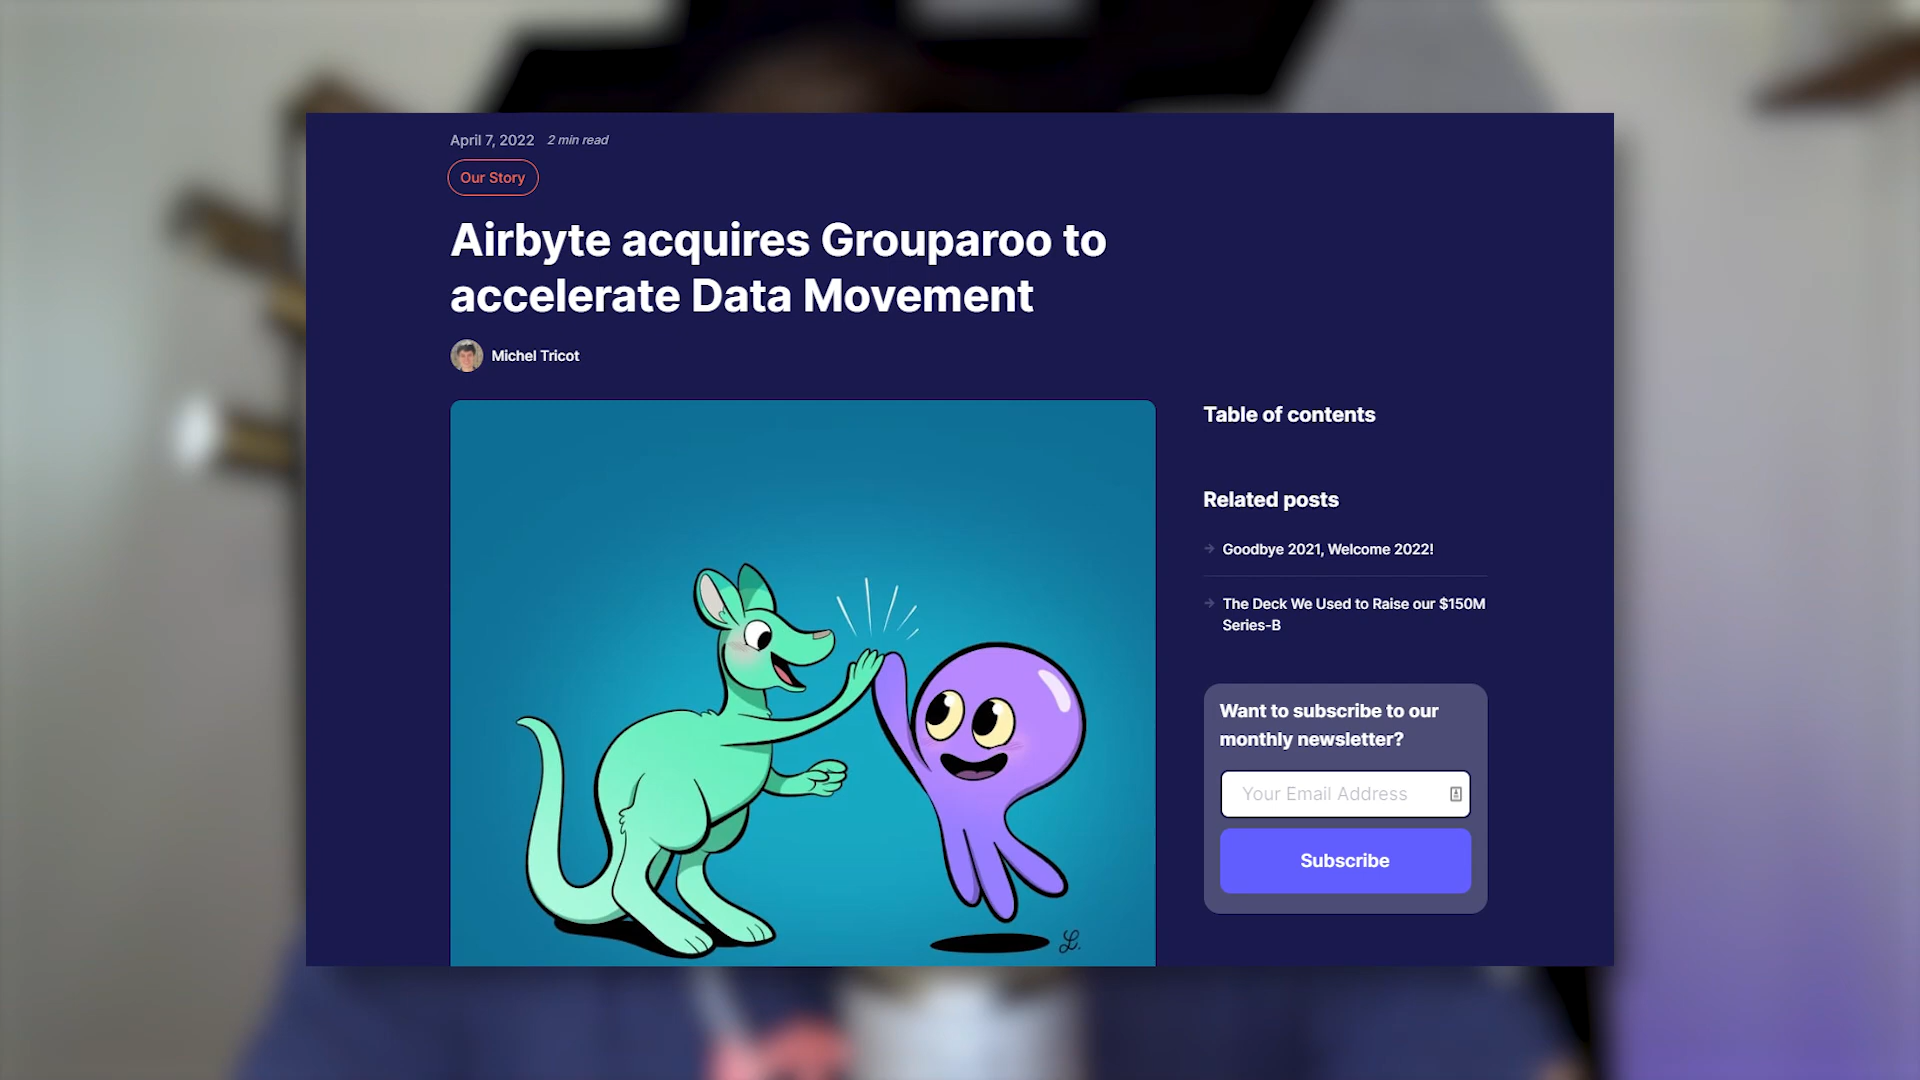 April 7, 2022 2 min read
Our Story
Airbyte acquires Grouparoo to
accelerate Data Movement
Michel Tricot
Table of contents
Related posts
Goodbye 2021, Welcome 2022!
The Deck We Used to Raise our $150M
Series-B
Want to subscribe to our
monthly newsletter?
Your Email Address
Subscribe
L.